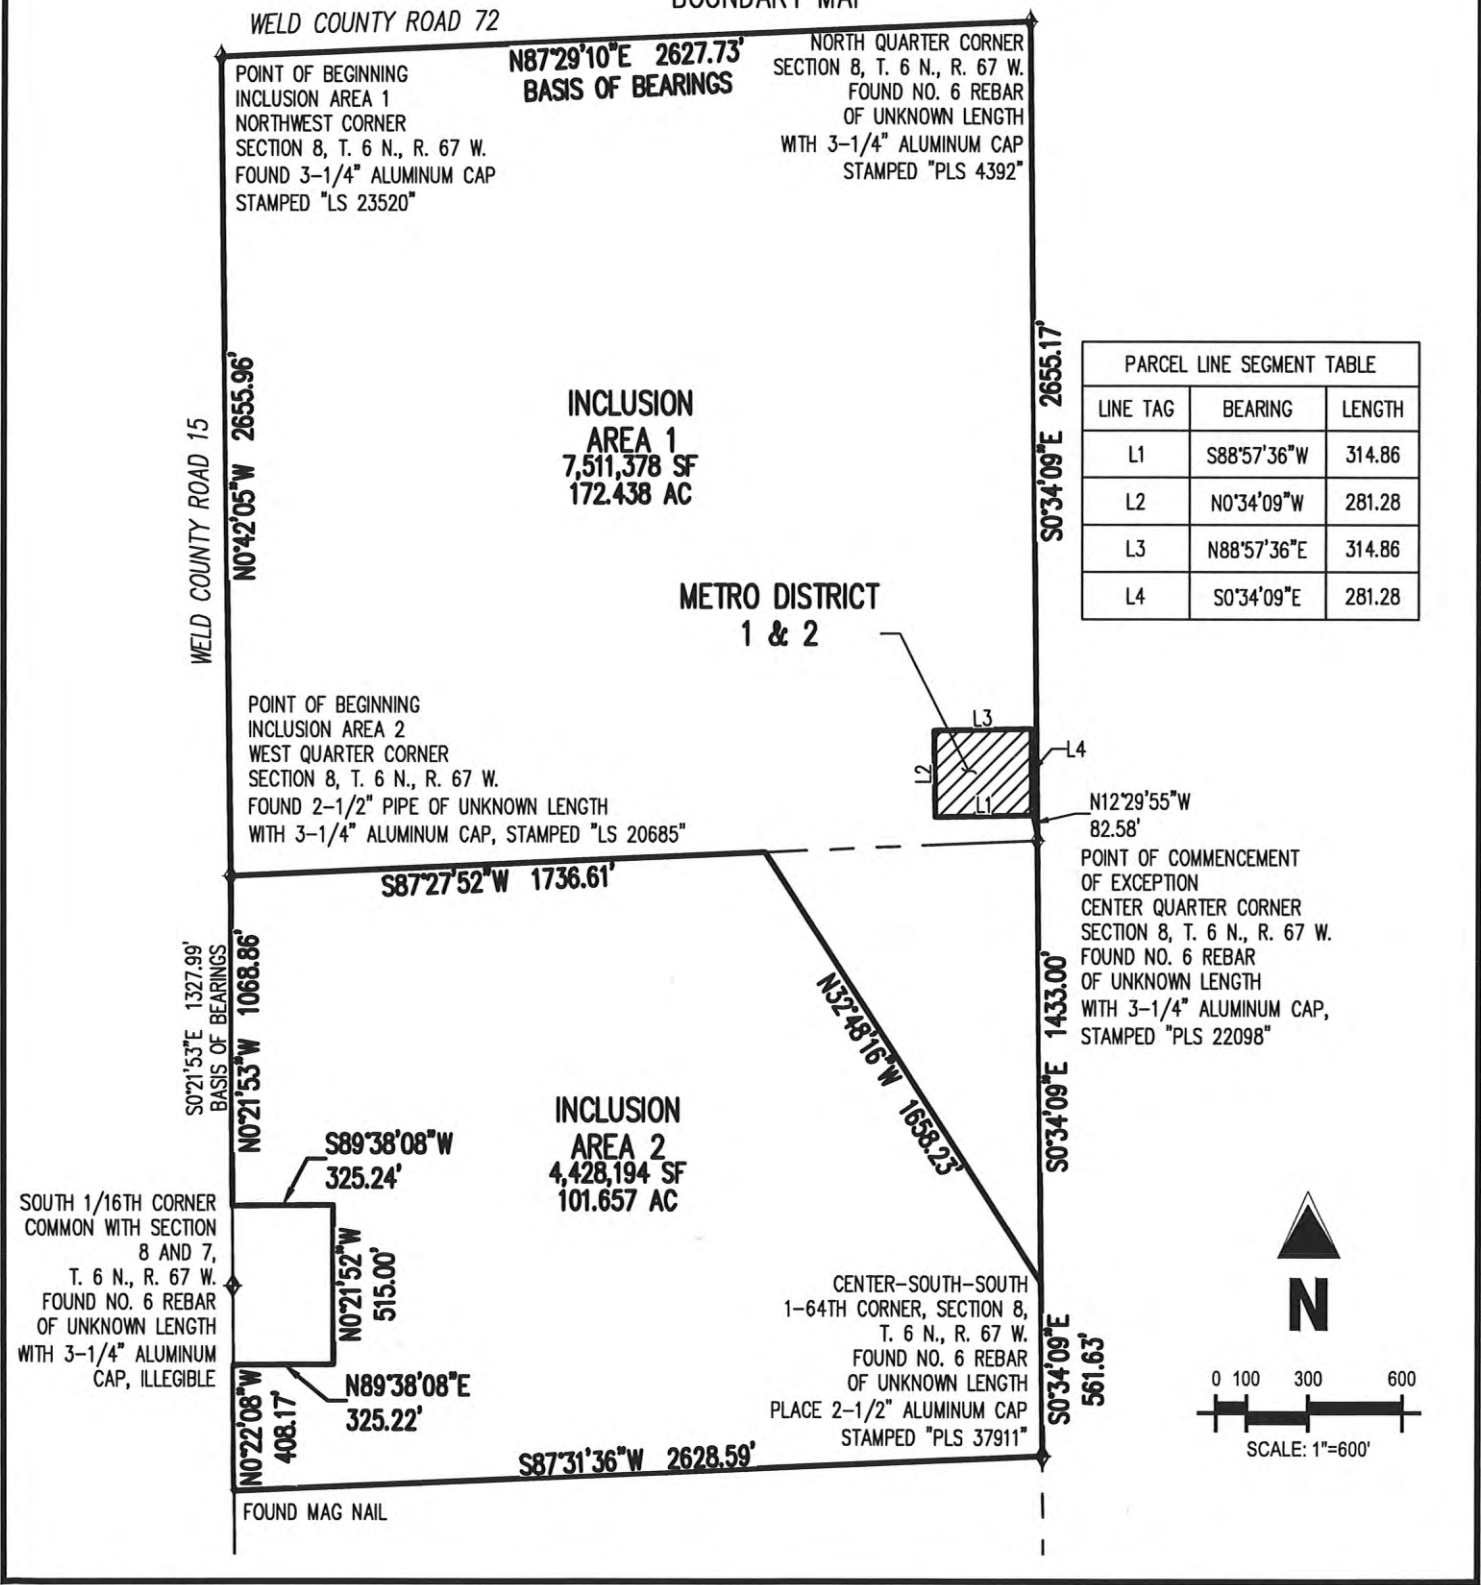 BOUNDARY MAP
WELD COUNTY ROAD 72
N87°29'10"E 2627.73'
BASIS OF BEARINGS
POINT OF BEGINNING
INCLUSION AREA 1
NORTHWEST CORNER
SECTION 8, T. 6 N., R. 67 W.
FOUND 3-1/4" ALUMINUM CAP
STAMPED "LS 23520"
NORTH QUARTER CORNER
SECTION 8, T. 6 N., R. 67 W.
FOUND NO. 6 REBAR
OF UNKNOWN LENGTH
WITH 3-1/4" ALUMINUM CAP
STAMPED "PLS 4392"
WELD COUNTY ROAD 15
N0°42'05"W 2655.96'
INCLUSION
AREA 1
7,511,378 SF
172.438 AC
S0°34'09"E 2655.17'
PARCEL LINE SEGMENT TABLE
LINE TAG BEARING LENGTH
L1 S88°57'36"W 314.86
L2 N0°34'09"W 281.28
L3 N88°57'36"E 314.86
L4 S0°34'09"E 281.28
METRO DISTRICT
1 & 2
L3
L4
L2
L1
N12°29'55"W
82.58'
POINT OF BEGINNING
INCLUSION AREA 2
WEST QUARTER CORNER
SECTION 8, T. 6 N., R. 67 W.
FOUND 2-1/2" PIPE OF UNKNOWN LENGTH
WITH 3-1/4" ALUMINUM CAP, STAMPED "LS 20685"
S87°27'52"W 1736.61'
POINT OF COMMENCEMENT
OF EXCEPTION
CENTER QUARTER CORNER
SECTION 8, T. 6 N., R. 67 W.
FOUND NO. 6 REBAR
OF UNKNOWN LENGTH
WITH 3-1/4" ALUMINUM CAP,
STAMPED "PLS 22098"
S0°21'53"E 1327.99'
BASIS OF BEARINGS
N0°21'53"W 1068.86'
N32°48'16"W 1658.23'
S0°34'09"E 1433.00'
INCLUSION
AREA 2
4,428,194 SF
101.657 AC
S89°38'08"W
325.24'
SOUTH 1/16TH CORNER
COMMON WITH SECTION
8 AND 7,
T. 6 N., R. 67 W.
FOUND NO. 6 REBAR
OF UNKNOWN LENGTH
WITH 3-1/4" ALUMINUM
CAP, ILLEGIBLE
N0°21'52"W
515.00'
N89°38'08"E
325.22'
N0°22'08"W
408.17'
CENTER-SOUTH-SOUTH
1-64TH CORNER, SECTION 8,
T. 6 N., R. 67 W.
FOUND NO. 6 REBAR
OF UNKNOWN LENGTH
PLACE 2-1/2" ALUMINUM CAP
STAMPED "PLS 37911"
S0°34'09"E
561.63'
S87°31'36"W 2628.59'
FOUND MAG NAIL
N
0 100 300 600
SCALE: 1"=600'